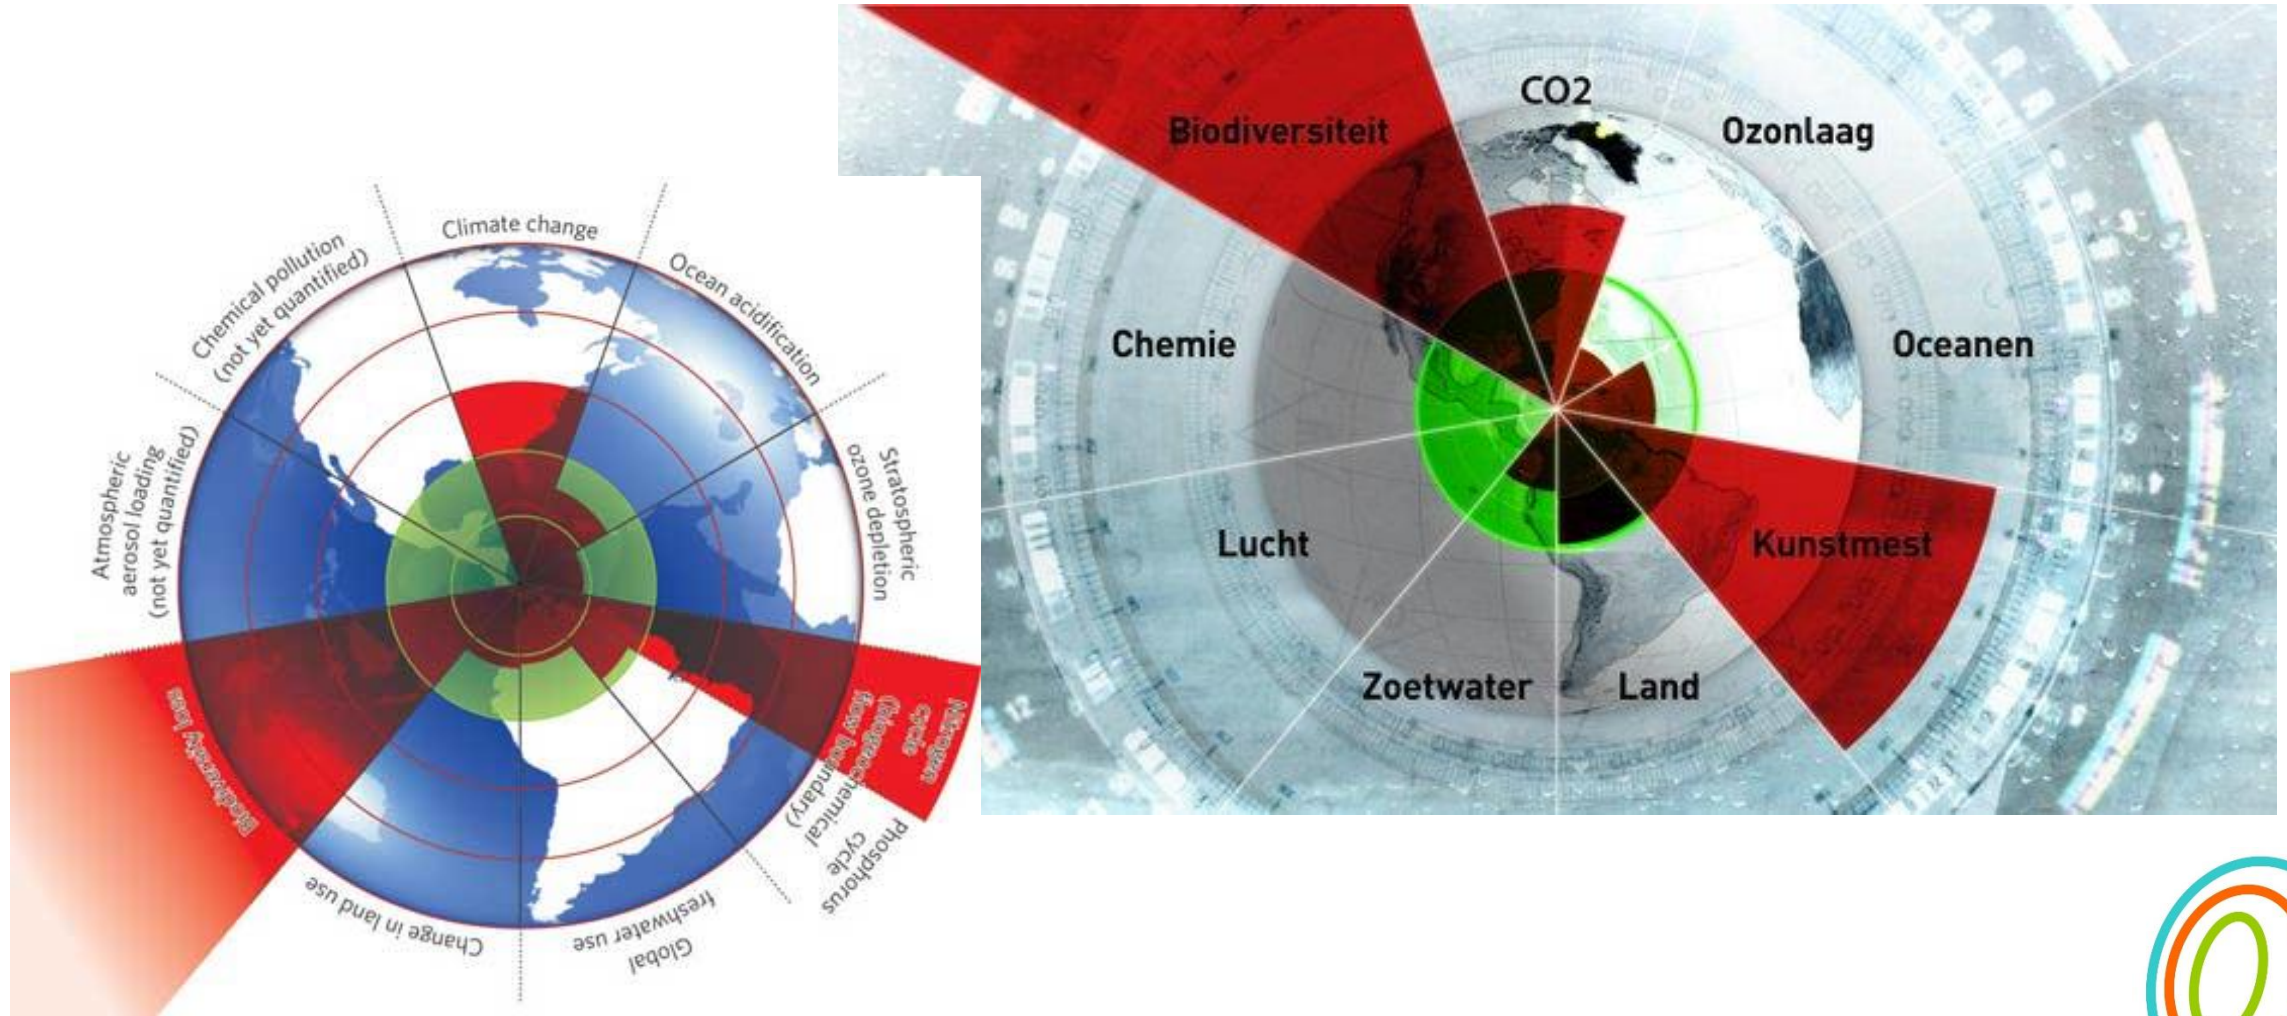 Climate change
Ocean acidification
Stratospheric
ozone depletion
Nitrogen
cycle
(biogeochemical
flow boundary)
Phosphorus
cycle
Global
freshwater use
Change in land use
Biodiversity loss
Atmospheric
aerosol loading
(not yet quantified)
Chemical pollution
(not yet quantified)
CO2
Biodiversiteit
Ozonlaag
Chemie
Oceanen
Lucht
Kunstmest
Zoetwater
Land
12